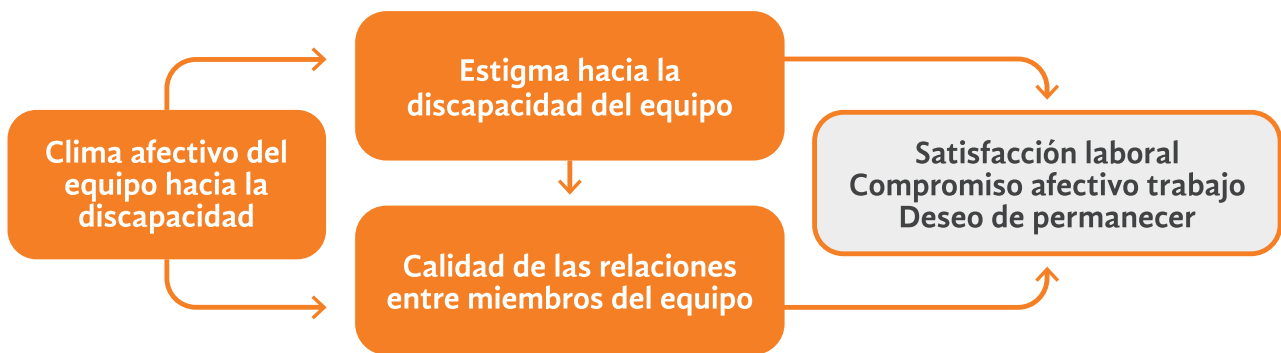 Estigma hacia la
discapacidad del equipo
Clima afectivo del
equipo hacia la
discapacidad
Satisfacción laboral
Compromiso afectivo trabajo
Deseo de permanecer
Calidad de las relaciones
entre miembros del equipo